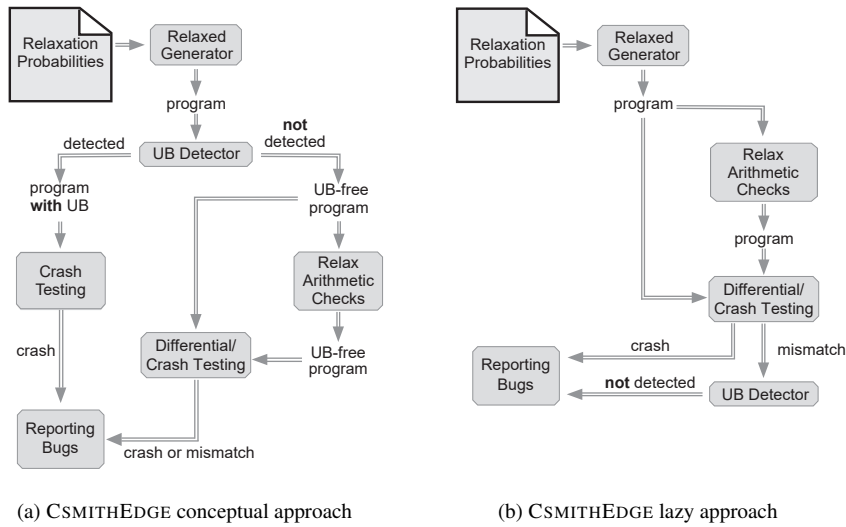 Relaxation
Probabilities
Relaxed
Generator
program
detected
UB Detector
not
detected
program
with UB
UB-free
program
Crash
Testing
Relax
Arithmetic
Checks
crash
Differential/
Crash Testing
UB-free
program
Reporting
Bugs
crash or mismatch
(a) CSMITHEDGE conceptual approach
Relaxation
Probabilities
Relaxed
Generator
program
Relax
Arithmetic
Checks
program
Differential/
Crash Testing
crash
mismatch
Reporting
Bugs
not detected
UB Detector
(b) CSMITHEDGE lazy approach